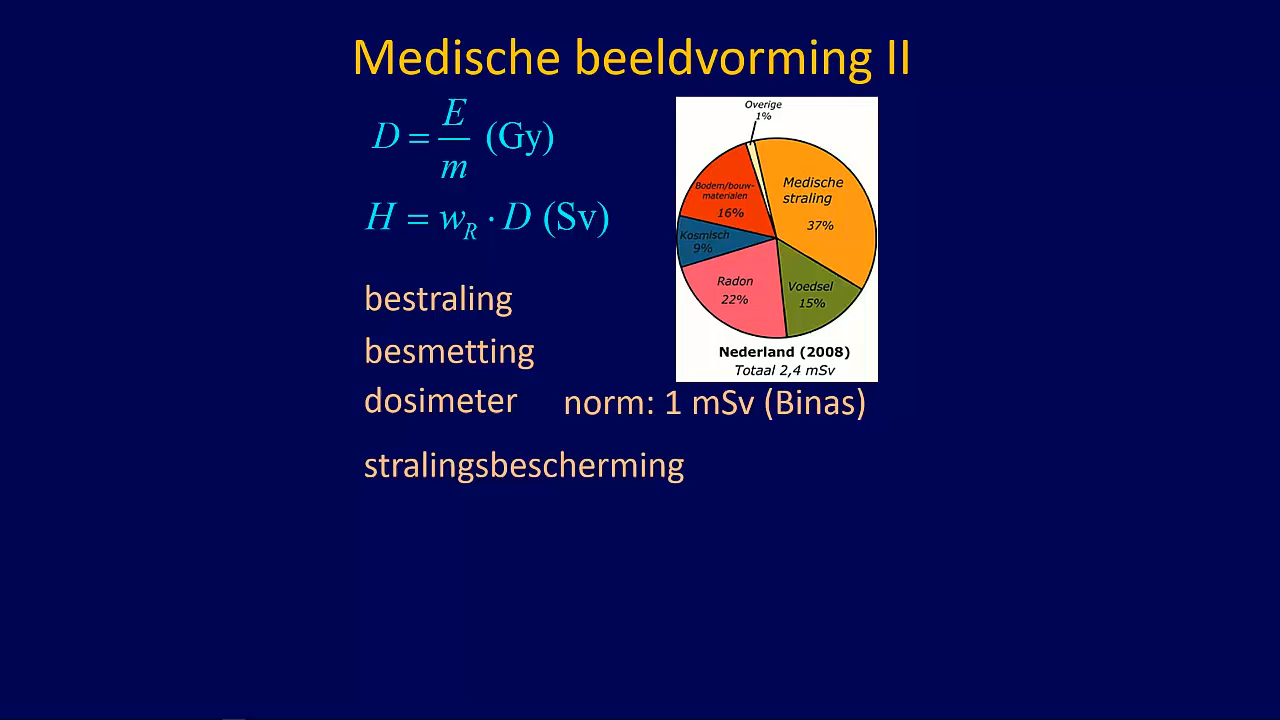 Medische beeldvorming II
D = E/m (Gy)
H = w_R · D (Sv)
Overige
1%
Medische
straling
37%
Bodem/bouw-
materialen
16%
Kosmisch
9%
Radon
22%
Voedsel
15%
Nederland (2008)
Totaal 2,4 mSv
bestraling
besmetting
dosimeter norm: 1 mSv (Binas)
stralingsbescherming